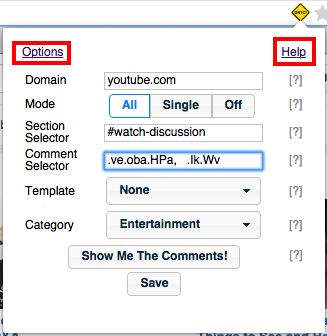 Options Help
Domain youtube.com [?]
Mode All Single Off [?]
Section Selector #watch-discussion [?]
Comment Selector .ve.oba.HPa, .lk.Wv [?]
Template None [?]
Category Entertainment [?]
Show Me The Comments!
Save